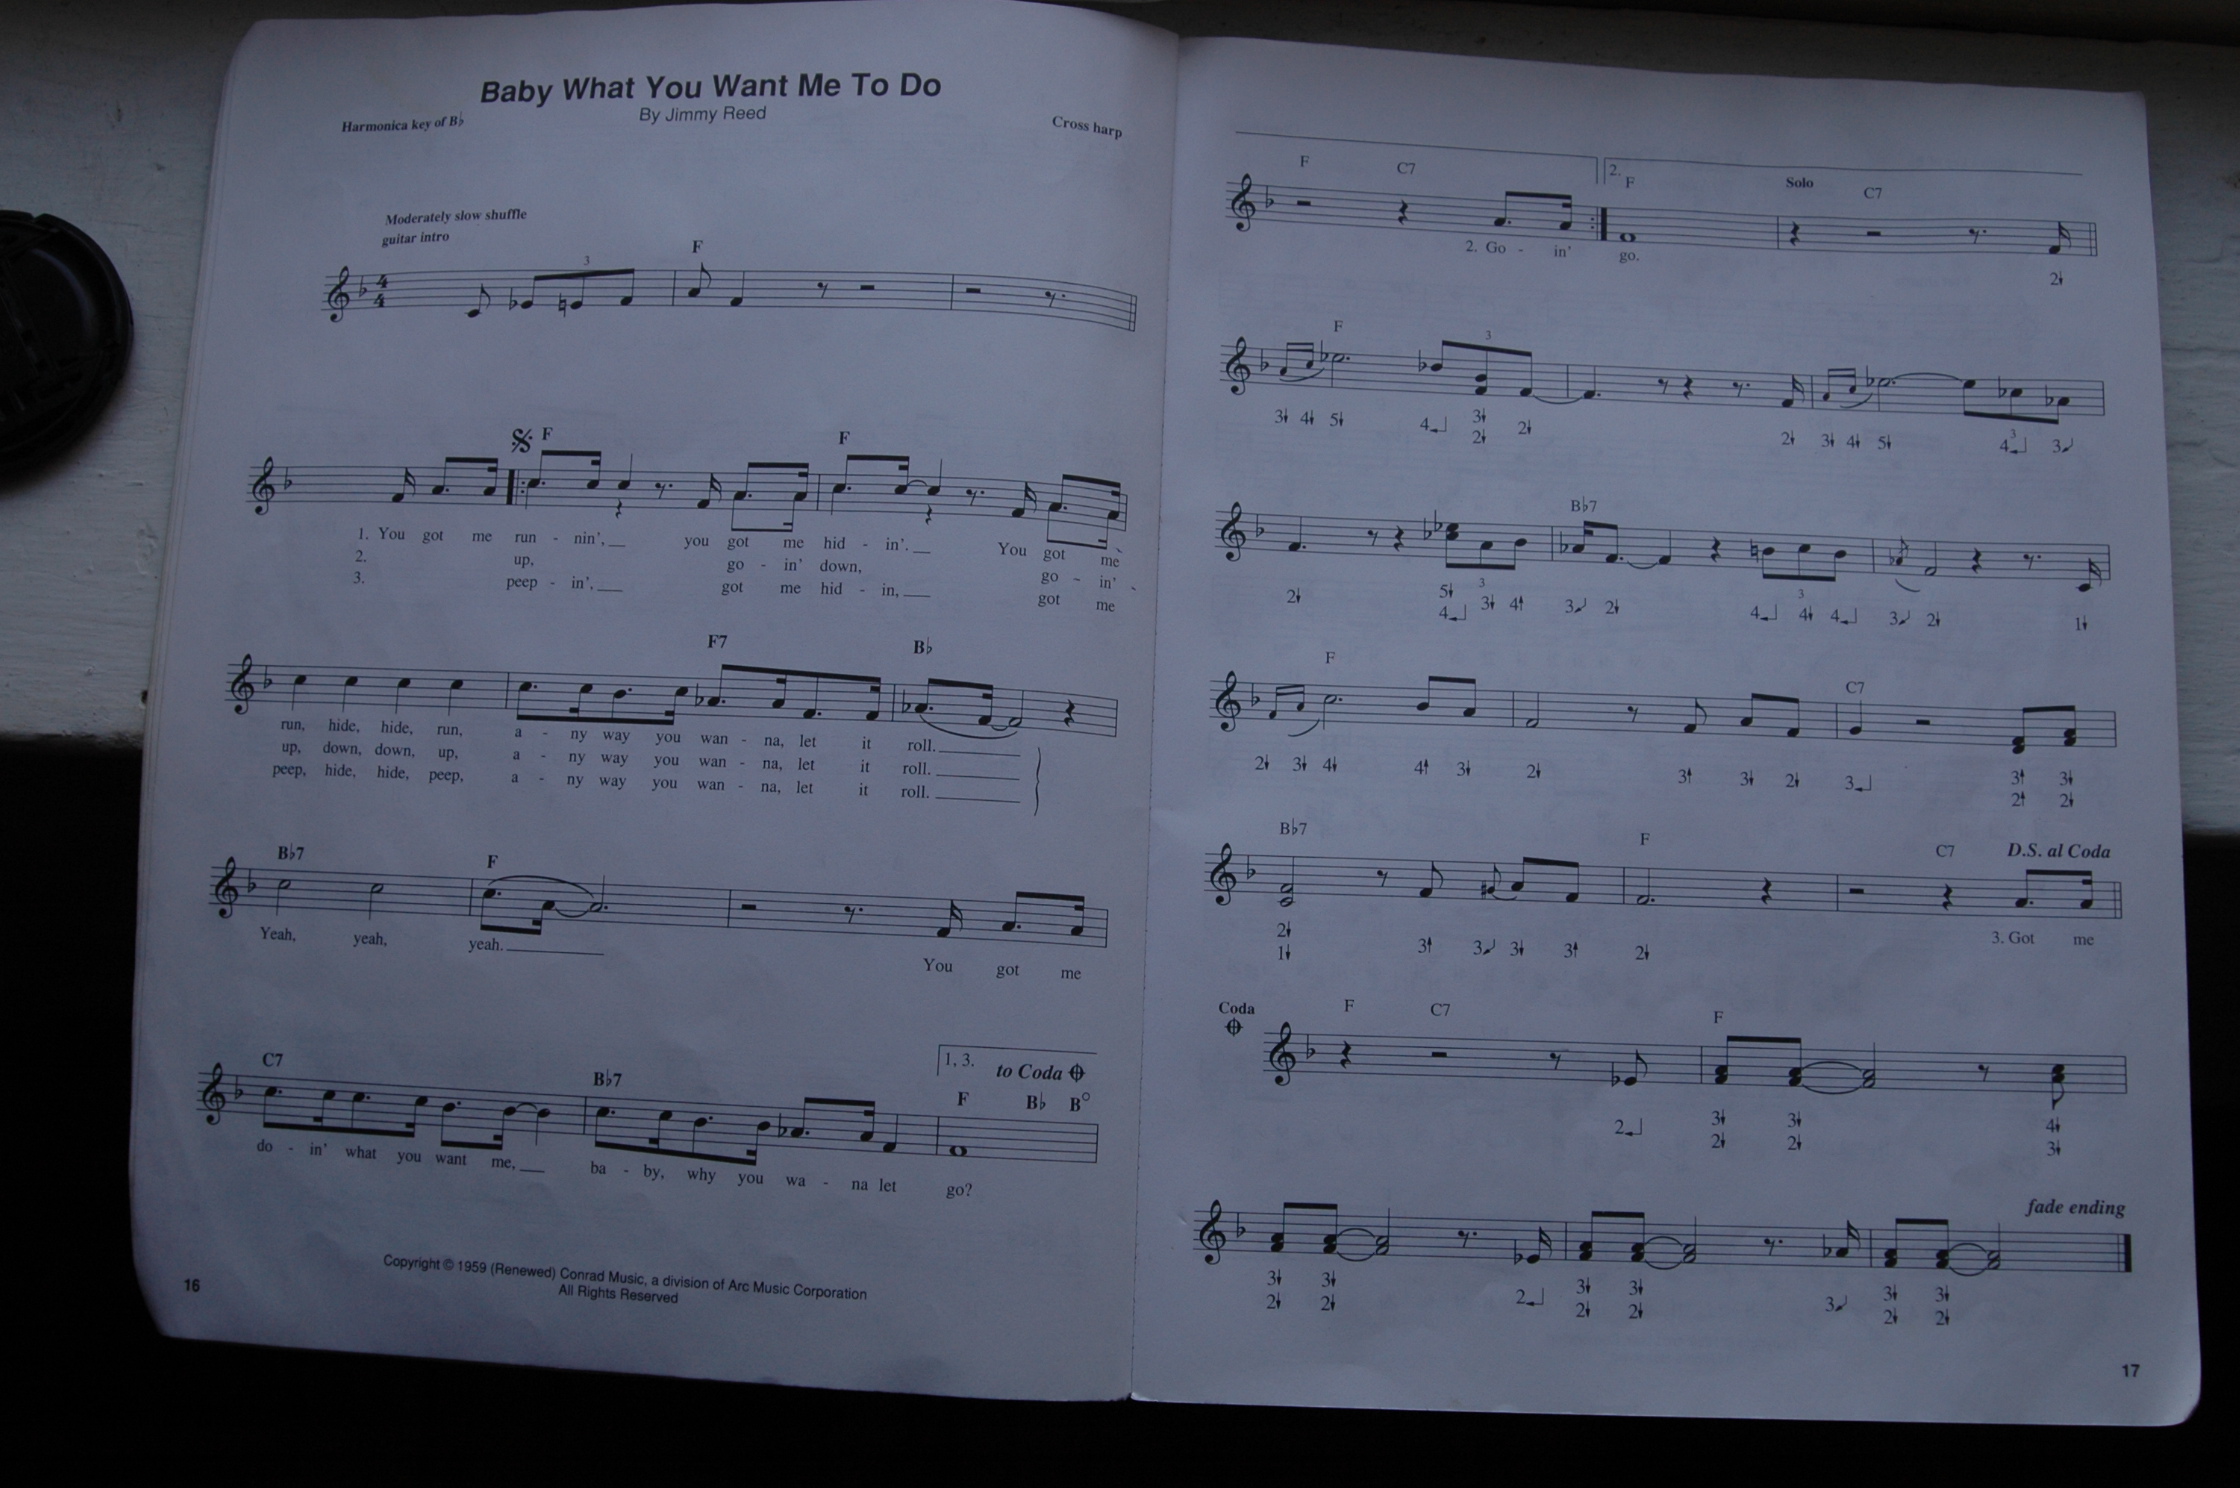 Baby What You Want Me To Do
By Jimmy Reed
Harmonica key of B♭
Cross harp
Moderately slow shuffle
guitar intro
3
F
4
4
F F
1. You got me run - nin', you got me hid - in'. You got me
2. up, go - in' down, go - in' -
3. peep - in'. got me hid - in, got me
F7 B♭
run, hide, hide, run, a - ny way you wan - na, let it roll.
up, down, down, up, a - ny way you wan - na, let it roll.
peep, hide, hide, peep, a - ny way you wan - na, let it roll.
B♭7 F
Yeah, yeah, yeah. You got me
1, 3. to Coda
C7 B♭7 F B♭ B°
do - in' what you want me, ba - by, why you wa - na let go?
Copyright © 1959 (Renewed) Conrad Music, a division of Arc Music Corporation
All Rights Reserved
16
F C7 2. F Solo C7
2. Go - in' go.
2↓
F 3
3↓ 4↓ 5↓ 4↵ 3↓ 2↓ 2↓ 3↓ 4↓ 5↓ 4↵ 3↙
2↓ 3
B♭7
2↓ 5↓ 3 3↓ 4↑ 3↙ 2↓ 4↵ 3 4↓ 4↵ 3↙ 2↓ 1↓
4↵
F C7
2↓ 3↓ 4↓ 4↑ 3↓ 2↓ 3↑ 3↓ 2↓ 3↵ 3↑ 3↓
2↑ 2↓
B♭7 F C7 D.S. al Coda
3. Got me
2↓ 3↑ 3↙ 3↓ 3↑ 2↓
1↓
Coda F C7 F
2↵ 3↓ 3↓ 4↓
2↓ 2↓ 3↓
fade ending
3↓ 3↓ 2↵ 3↓ 3↓ 3↙ 3↓ 3↓
2↓ 2↓ 2↓ 2↓ 2↓ 2↓
17